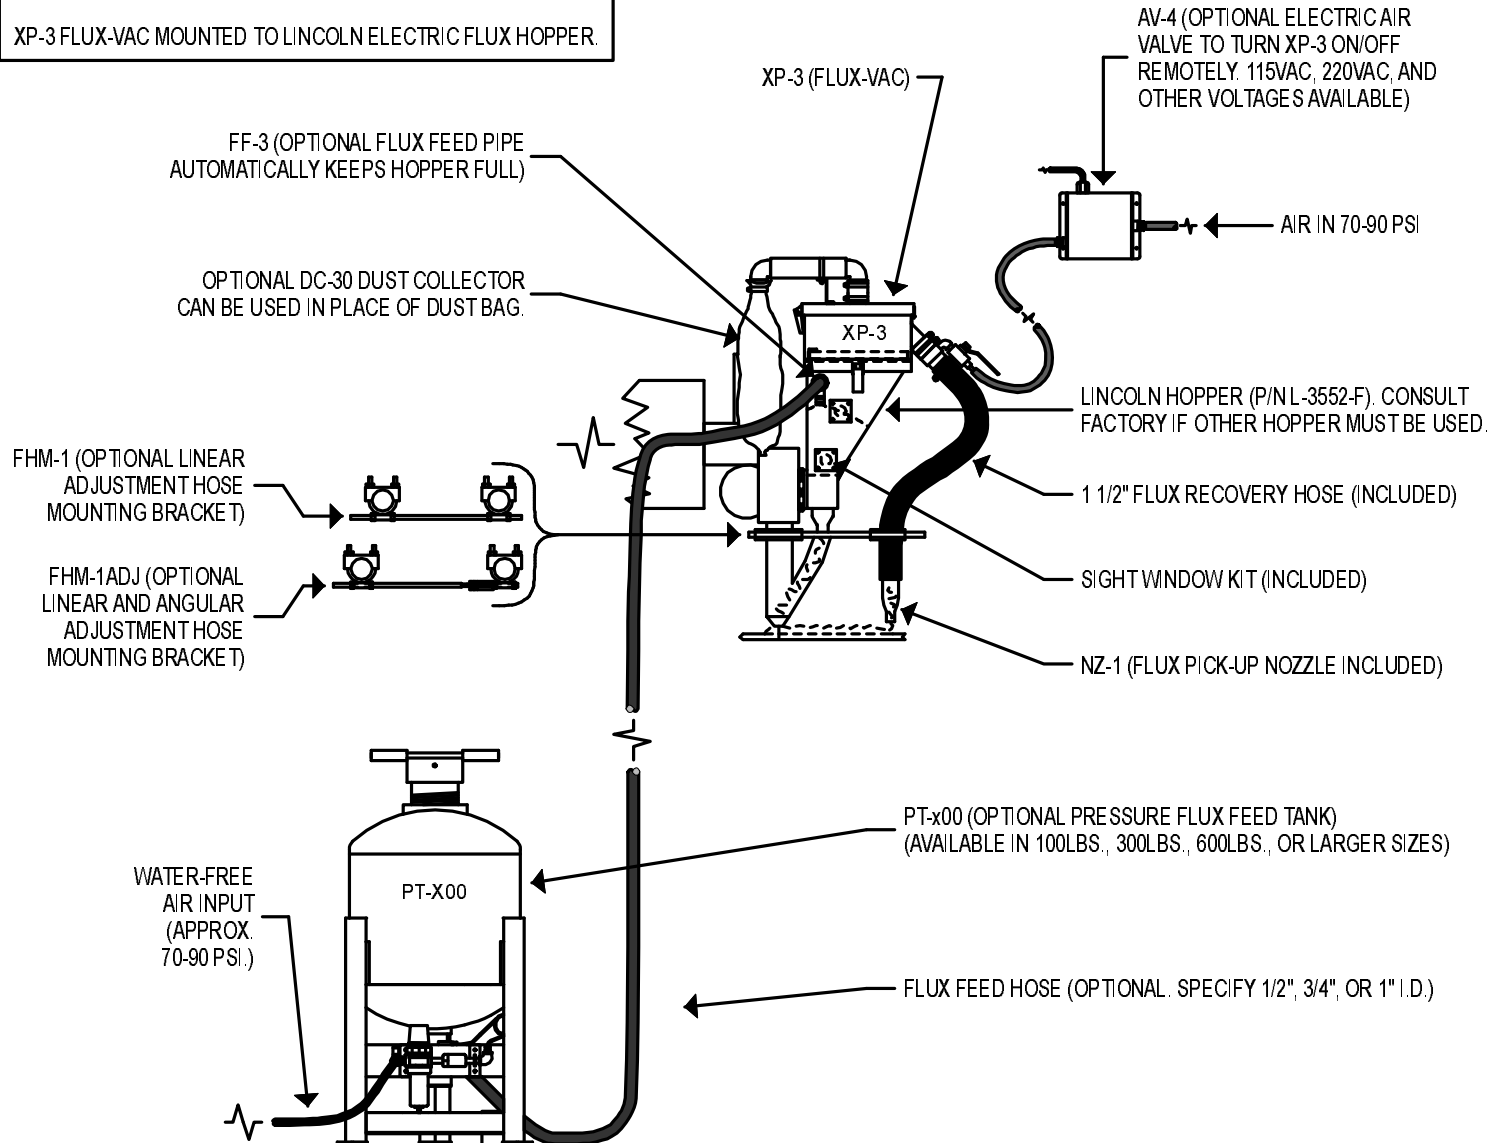 XP-3 FLUX-VAC MOUNTED TO LINCOLN ELECTRIC FLUX HOPPER.
AV-4 (OPTIONAL ELECTRIC AIR
VALVE TO TURN XP-3 ON/OFF
REMOTELY. 115VAC, 220VAC, AND
OTHER VOLTAGES AVAILABLE)
XP-3 (FLUX-VAC)
FF-3 (OPTIONAL FLUX FEED PIPE
AUTOMATICALLY KEEPS HOPPER FULL)
AIR IN 70-90 PSI
OPTIONAL DC-30 DUST COLLECTOR
CAN BE USED IN PLACE OF DUST BAG.
XP-3
LINCOLN HOPPER (P/N L-3552-F). CONSULT
FACTORY IF OTHER HOPPER MUST BE USED.
FHM-1 (OPTIONAL LINEAR
ADJUSTMENT HOSE
MOUNTING BRACKET)
1 1/2" FLUX RECOVERY HOSE (INCLUDED)
FHM-1ADJ (OPTIONAL
LINEAR AND ANGULAR
ADJUSTMENT HOSE
MOUNTING BRACKET)
SIGHT WINDOW KIT (INCLUDED)
NZ-1 (FLUX PICK-UP NOZZLE INCLUDED)
PT-x00 (OPTIONAL PRESSURE FLUX FEED TANK)
(AVAILABLE IN 100LBS., 300LBS., 600LBS., OR LARGER SIZES)
WATER-FREE
AIR INPUT
(APPROX.
70-90 PSI.)
PT-X00
FLUX FEED HOSE (OPTIONAL. SPECIFY 1/2", 3/4", OR 1" I.D.)